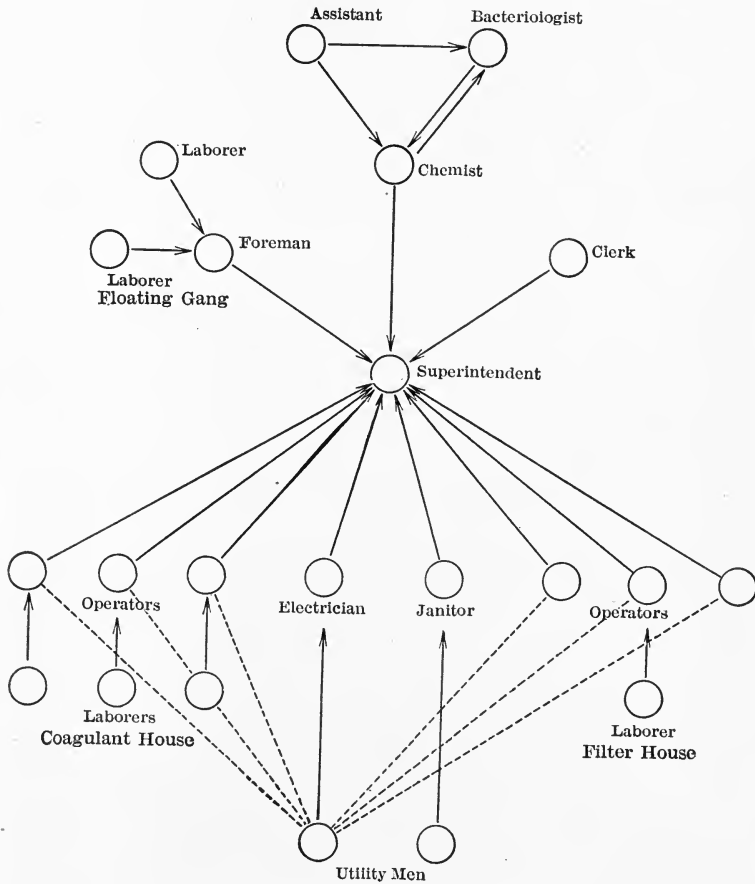 Assistant
Bacteriologist
Laborer
Chemist
Foreman
Clerk
Laborer
Floating Gang
Superintendent
Operators
Electrician
Janitor
Operators
Laborers
Coagulant House
Laborer
Filter House
Utility Men